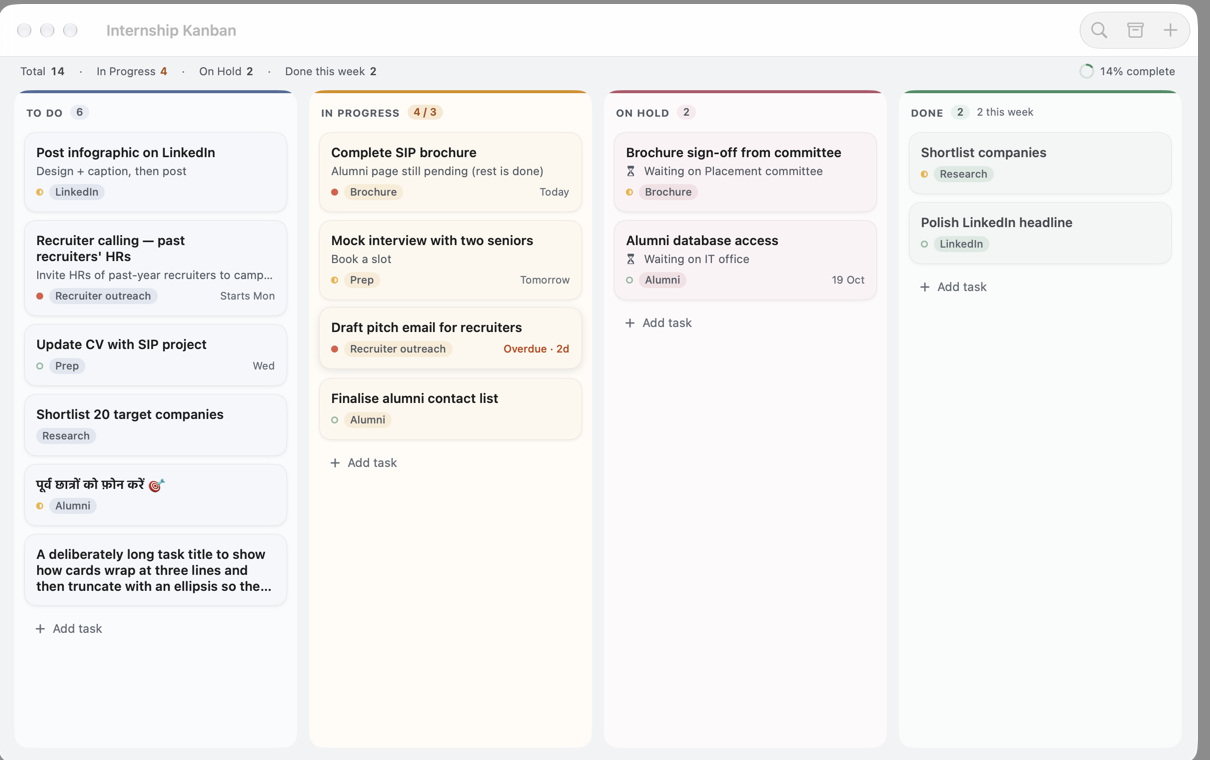 Internship Kanban
Total 14 · In Progress 4 · On Hold 2 · Done this week 2
14% complete
TO DO 6
Post infographic on LinkedIn
Design + caption, then post
LinkedIn
Recruiter calling — past
recruiters' HRs
Invite HRs of past-year recruiters to camp...
Recruiter outreach Starts Mon
Update CV with SIP project
Prep Wed
Shortlist 20 target companies
Research
पूर्व छात्रों को फ़ोन करें 🎯
Alumni
A deliberately long task title to show
how cards wrap at three lines and
then truncate with an ellipsis so the...
+ Add task
IN PROGRESS 4 / 3
Complete SIP brochure
Alumni page still pending (rest is done)
Brochure Today
Mock interview with two seniors
Book a slot
Prep Tomorrow
Draft pitch email for recruiters
Recruiter outreach Overdue · 2d
Finalise alumni contact list
Alumni
+ Add task
ON HOLD 2
Brochure sign-off from committee
Waiting on Placement committee
Brochure
Alumni database access
Waiting on IT office
Alumni 19 Oct
+ Add task
DONE 2 2 this week
Shortlist companies
Research
Polish LinkedIn headline
LinkedIn
+ Add task